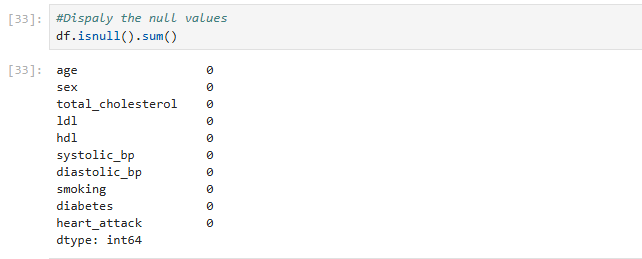 [33]: #Dispaly the null values
df.isnull().sum()
[33]: age 0
sex 0
total_cholesterol 0
ldl 0
hdl 0
systolic_bp 0
diastolic_bp 0
smoking 0
diabetes 0
heart_attack 0
dtype: int64